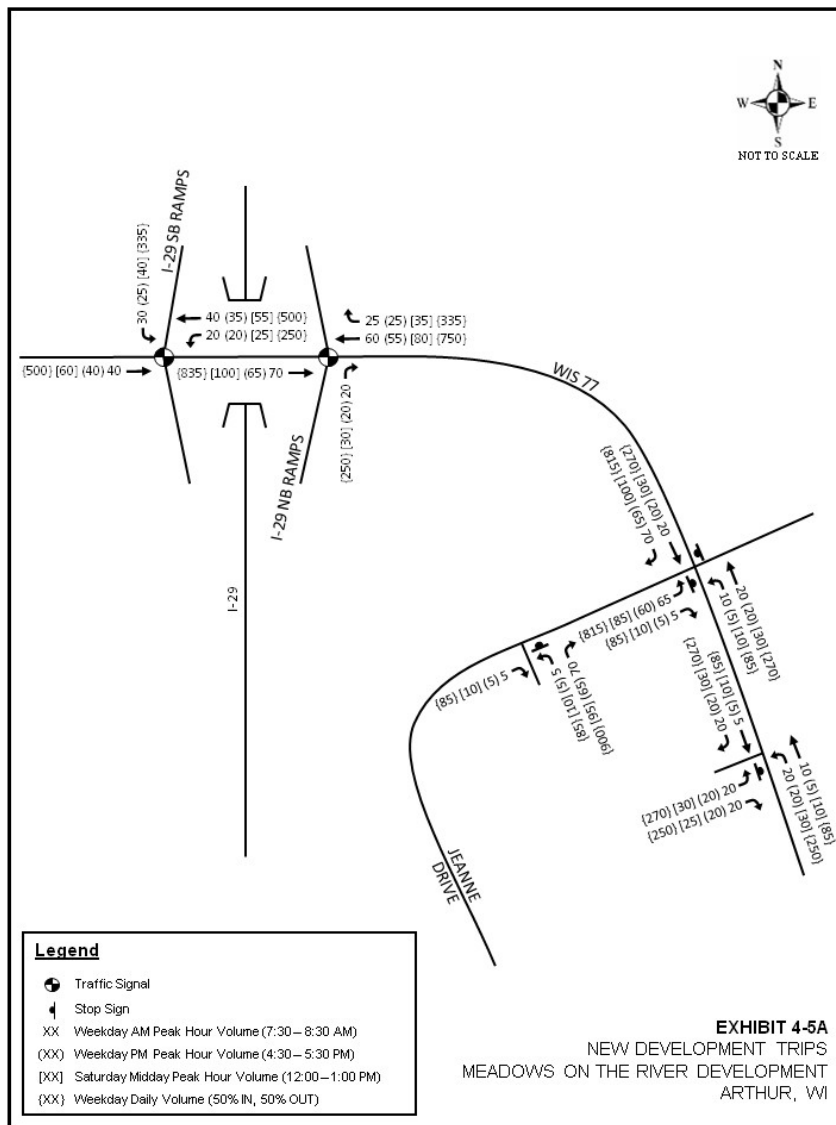 N
W E
S
NOT TO SCALE
I-29 SB RAMPS
30 (25) [40] {335}
40 (35) [55] {500}
20 (20) [25] {250}
25 (25) [35] {335}
60 (55) [80] {750}
{500} [60] (40) 40
{835} [100] (65) 70
{250} [30] (20) 20
I-29 NB RAMPS
I-29
WIS 77
{270} [30] (20) 20
{815} [100] (65) 70
20 (20) [30] {270}
10 (5) [10] {85}
{815} [85] (60) 65
{85} [10] (5) 5
{85} [10] (5) 5
{900} [95] (65) 70
{85} [10] (5) 5
{85} [10] (5) 5
{270} [30] (20) 20
{270} [30] (20) 20
{250} [25] (20) 20
10 (5) [10] {85}
20 (20) [30] {250}
JEANNE
DRIVE
Legend
Traffic Signal
Stop Sign
XX Weekday AM Peak Hour Volume (7:30 – 8:30 AM)
(XX) Weekday PM Peak Hour Volume (4:30 – 5:30 PM)
[XX] Saturday Midday Peak Hour Volume (12:00 – 1:00 PM)
{XX} Weekday Daily Volume (50% IN, 50% OUT)
EXHIBIT 4-5A
NEW DEVELOPMENT TRIPS
MEADOWS ON THE RIVER DEVELOPMENT
ARTHUR, WI